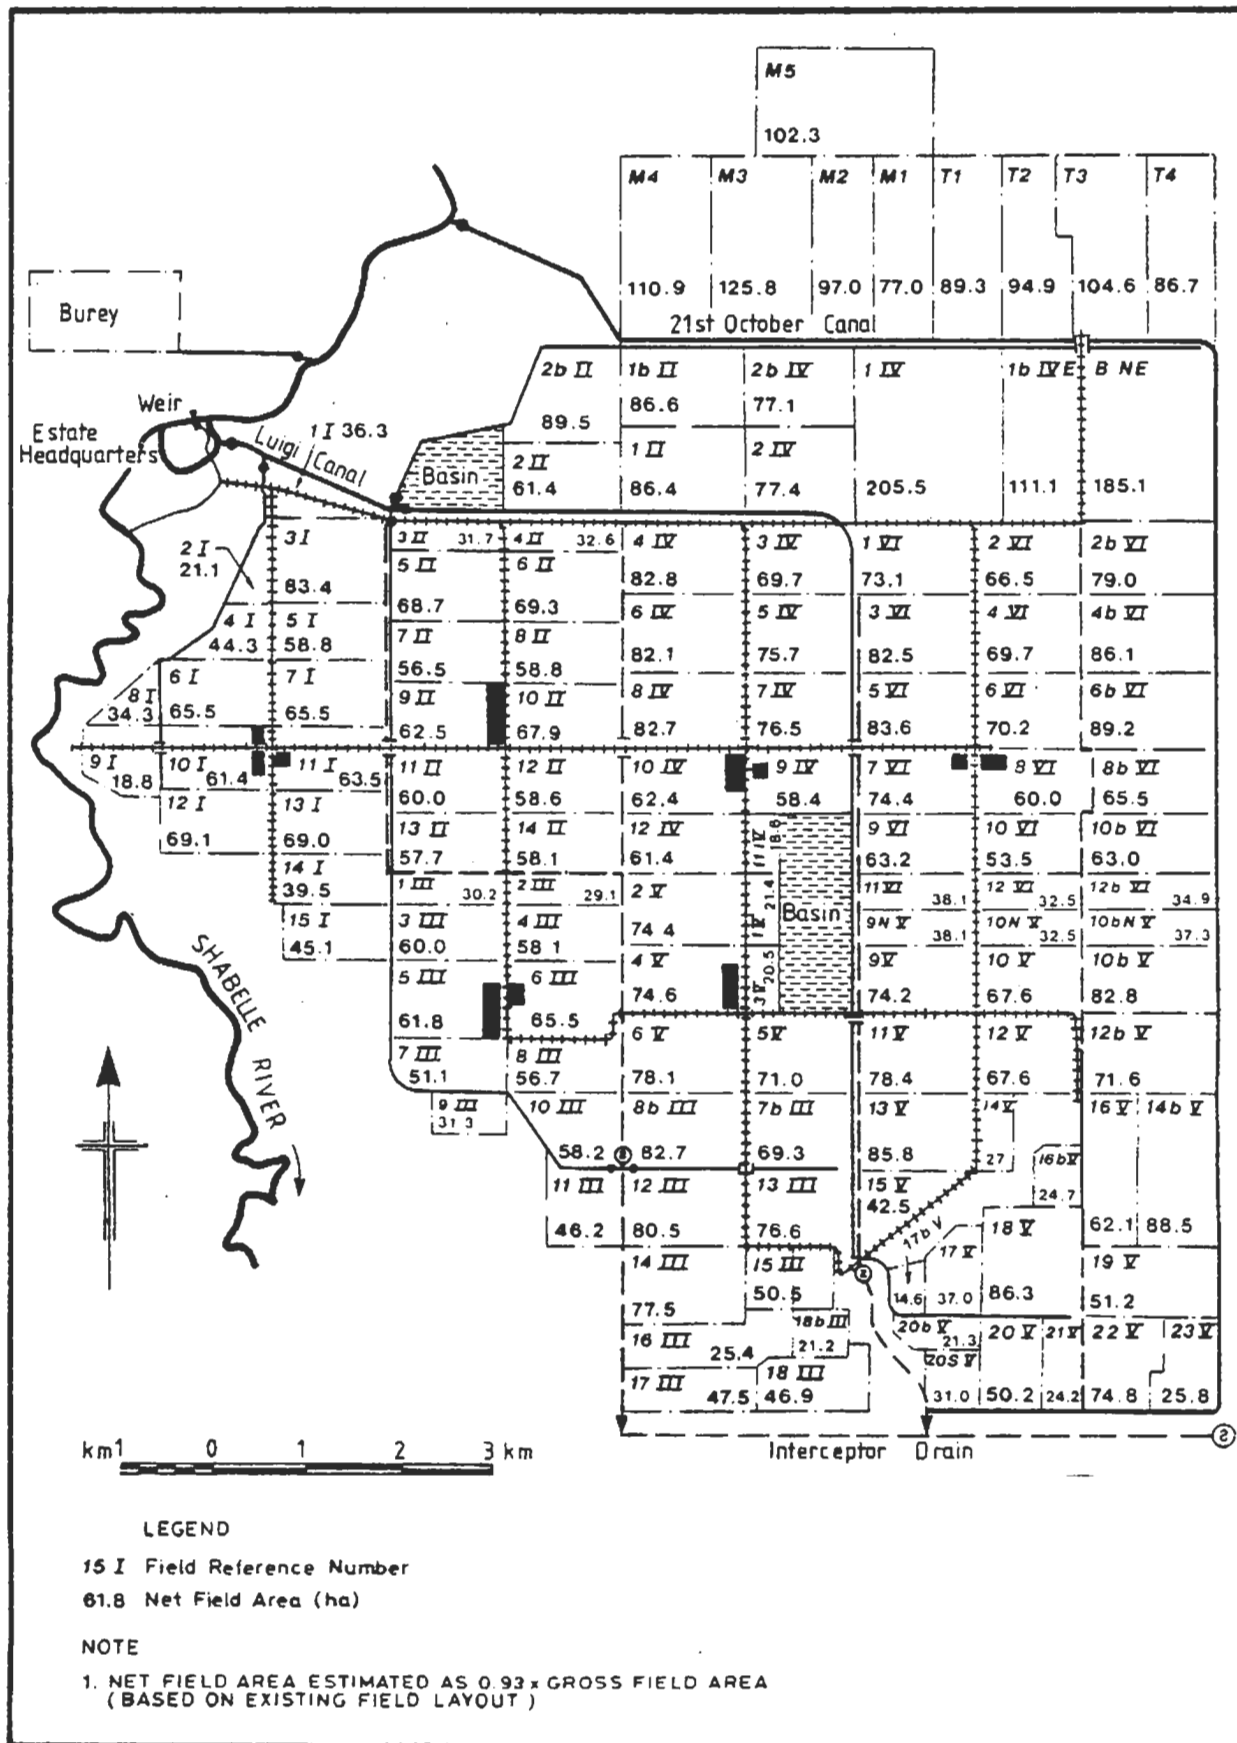 M5
102.3
M4 M3 M2 M1 T1 T2 T3 T4
110.9 125.8 97.0 77.0 89.3 94.9 104.6 86.7
21st October Canal
Burey
Weir
Estate
Headquarters
Luigi Canal
1 I 36.3
Basin
2b II 1b II 2b IV 1 IV 1b IV E B NE
89.5 86.6 77.1
2 II 1 II 2 IV
61.4 86.4 77.4 205.5 111.1 185.1
2 I
21.1
3 I 3 II 31.7 4 II 32.6 4 IV 3 IV 1 VI 2 VI 2b VI
83.4 5 II 6 II 82.8 69.7 73.1 66.5 79.0
68.7 69.3
4 I 5 I 6 IV 5 IV 3 VI 4 VI 4b VI
44.3 58.8 7 II 8 II 82.1 75.7 82.5 69.7 86.1
56.5 58.8
6 I 7 I 9 II 10 II 8 IV 7 IV 5 VI 6 VI 6b VI
8 I 65.5 65.5
34.3 62.5 67.9 82.7 76.5 83.6 70.2 89.2
9 I 10 I 11 I 11 II 12 II 10 IV 9 IV 7 VI 8 VI 8b VI
18.8 61.4 63.5 60.0 58.6 62.4 58.4 74.4 60.0 65.5
12 I 13 I 13 II 14 II 12 IV 11 IV 18.6 9 VI 10 VI 10b VI
69.1 69.0 57.7 58.1 61.4 63.2 53.5 63.0
14 I 1 III 30.2 2 III 29.1 2 V 21.4 11 VI 38.1 12 VI 32.5 12b VI 34.9
39.5
15 I 3 III 4 III 1 V Basin 9N V 38.1 10N V 32.5 10bN V 37.3
45.1 60.0 58.1 74.4
5 III 6 III 4 V 3 V 20.5 9 V 10 V 10b V
61.8 65.5 74.6 74.2 67.6 82.8
7 III 8 III 6 V 5 V 11 V 12 V 12b V
51.1 56.7 78.1 71.0 78.4 67.6 71.6
9 III 10 III 8b III 7b III 13 V 14 V 16 V 14b V
31.3 58.2 82.7 69.3 85.8 27 16b V
24.7
11 III 12 III 13 III 15 V
42.5
46.2 80.5 76.6 17b V 17 V 18 V 62.1 88.5
14 III 15 III 19 V
77.5 50.5 14.6 37.0 86.3 51.2
16 III 18b III 20b V 21.3 20 V 21 V 22 V 23 V
25.4 21.2 20S V
17 III 18 III
47.5 46.9 31.0 50.2 24.2 74.8 25.8
SHABELLE RIVER
Interceptor Drain
km1 0 1 2 3 km
LEGEND
15 I Field Reference Number
61.8 Net Field Area (ha)
NOTE
1. NET FIELD AREA ESTIMATED AS 0.93 x GROSS FIELD AREA
(BASED ON EXISTING FIELD LAYOUT)